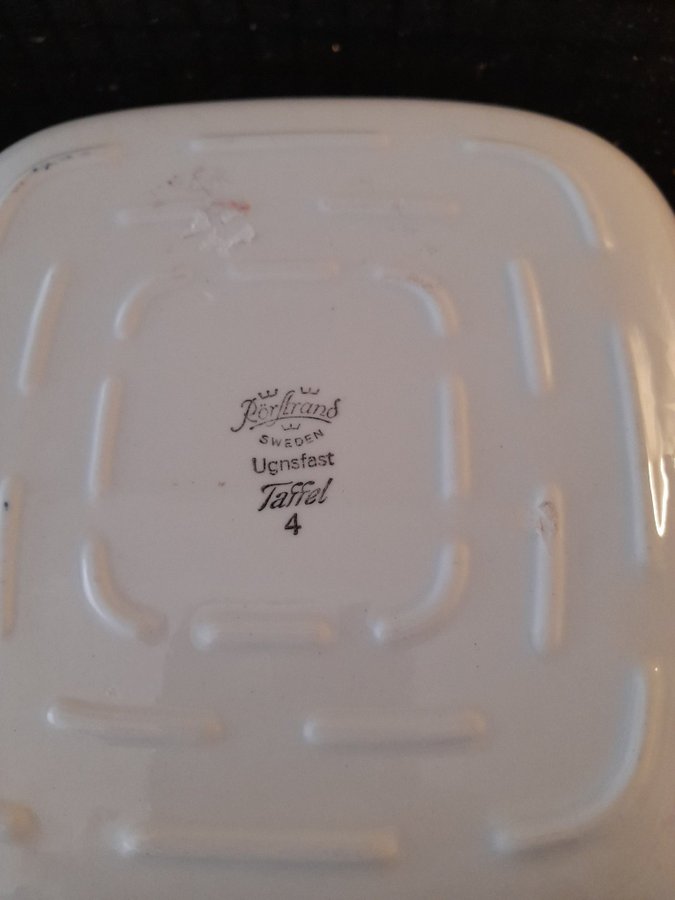 Rörstrand
SWEDEN
Ugnsfast
Taffel
4